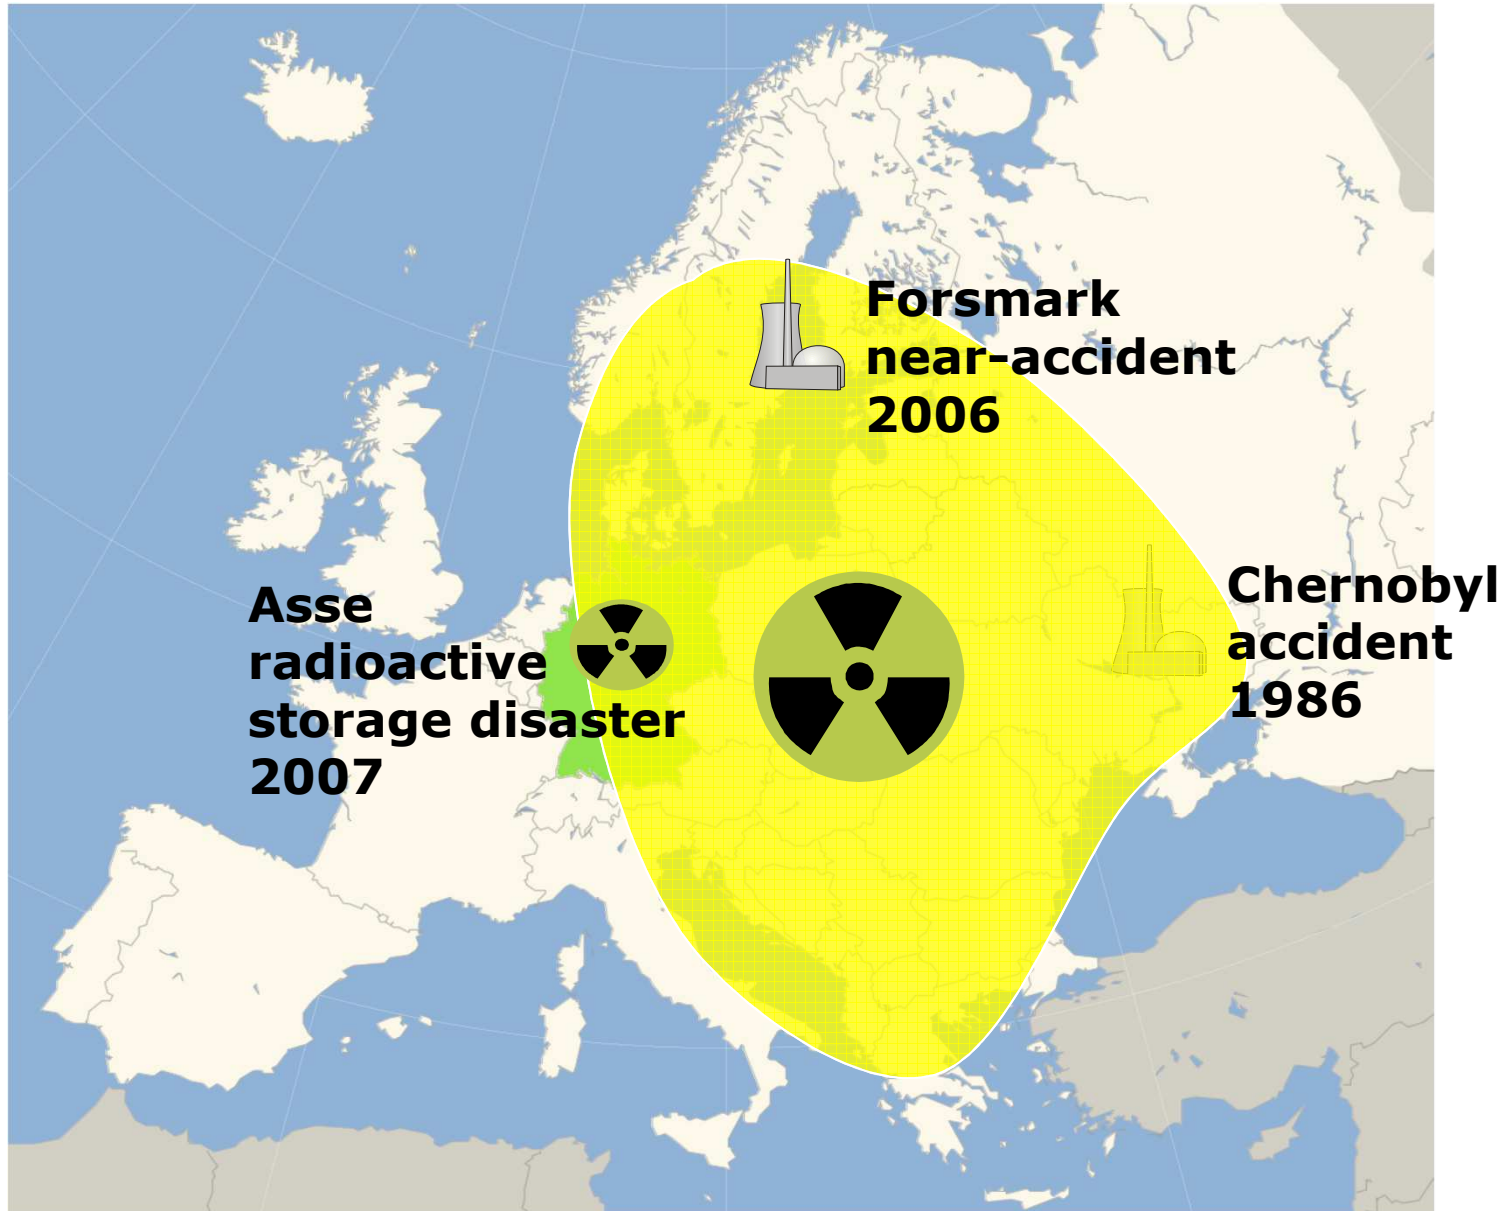 Forsmark
near-accident
2006
Chernobyl
accident
1986
Asse
radioactive
storage disaster
2007